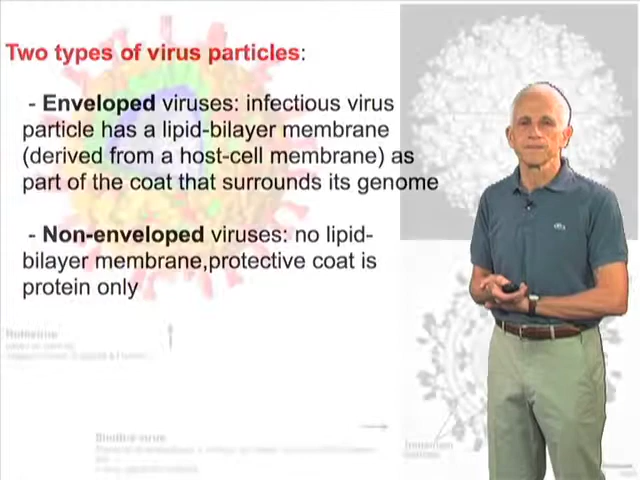 Two types of virus particles:
- Enveloped viruses: infectious virus
particle has a lipid-bilayer membrane
(derived from a host-cell membrane) as
part of the coat that surrounds its genome
- Non-enveloped viruses: no lipid-
bilayer membrane,protective coat is
protein only